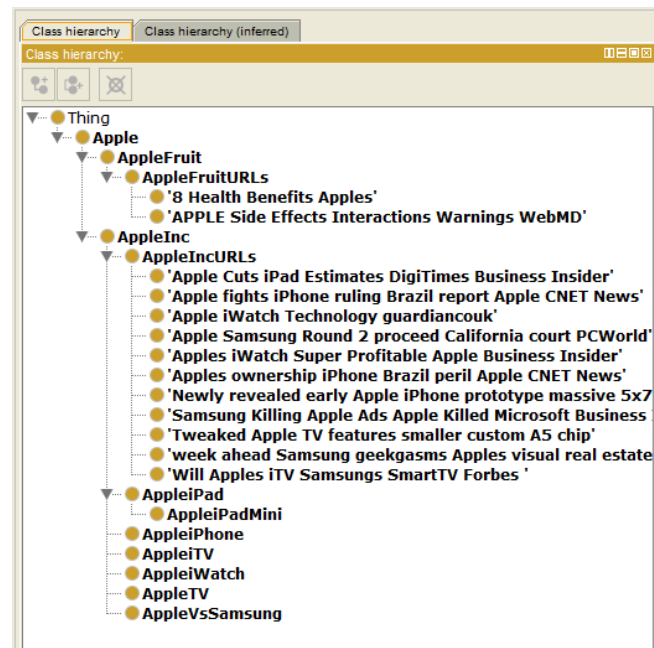 Class hierarchy Class hierarchy (inferred)
Class hierarchy:
Thing
Apple
AppleFruit
AppleFruitURLs
'8 Health Benefits Apples'
'APPLE Side Effects Interactions Warnings WebMD'
AppleInc
AppleIncURLs
'Apple Cuts iPad Estimates DigiTimes Business Insider'
'Apple fights iPhone ruling Brazil report Apple CNET News'
'Apple iWatch Technology guardiancouk'
'Apple Samsung Round 2 proceed California court PCWorld'
'Apples iWatch Super Profitable Apple Business Insider'
'Apples ownership iPhone Brazil peril Apple CNET News'
'Newly revealed early Apple iPhone prototype massive 5x7
'Samsung Killing Apple Ads Apple Killed Microsoft Business
'Tweaked Apple TV features smaller custom A5 chip'
'week ahead Samsung geekgasms Apples visual real estate
'Will Apples iTV Samsungs SmartTV Forbes '
AppleiPad
AppleiPadMini
AppleiPhone
AppleiTV
AppleiWatch
AppleTV
AppleVsSamsung